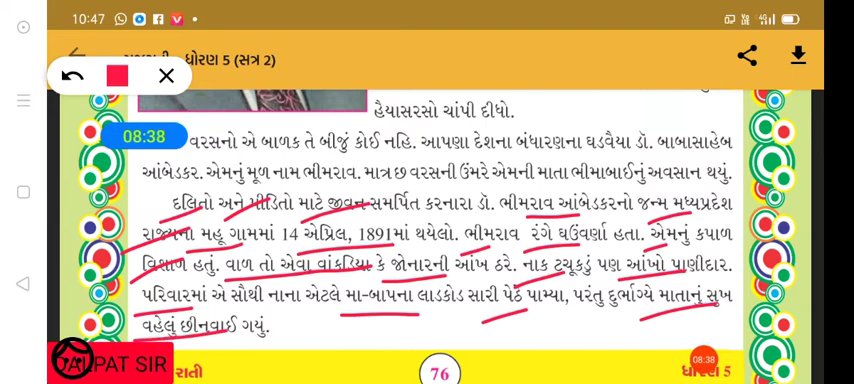 10:47
ધોરણ 5 (સત્ર 2)
હૈયાસરસો ચાંપી દીધો.
08:38
વરસનો એ બાળક તે બીજું કોઈ નહિ. આપણા દેશના બંધારણના ઘડવૈયા ડૉ. બાબાસાહેબ
આંબેડકર. એમનું મૂળ નામ ભીમરાવ. માત્ર છ વરસની ઉંમરે એમની માતા ભીમાબાઈનું અવસાન થયું.
દલિતો અને પીડિતો માટે જીવન સમર્પિત કરનારા ડૉ. ભીમરાવ આંબેડકરનો જન્મ મધ્યપ્રદેશ
રાજ્યના મહૂ ગામમાં 14 એપ્રિલ, 1891માં થયેલો. ભીમરાવ રંગે ઘઉંવર્ણા હતા. એમનું કપાળ
વિશાળ હતું. વાળ તો એવા વાંકડિયા કે જોનારની આંખ ઠરે. નાક ટચૂકડું પણ આંખો પાણીદાર.
પરિવારમાં એ સૌથી નાના એટલે મા-બાપના લાડકોડ સારી પેઠે પામ્યા, પરંતુ દુર્ભાગ્યે માતાનું સુખ
વહેલું છીનવાઈ ગયું.
DALPAT SIR
76
08:38
ધોરણ 5